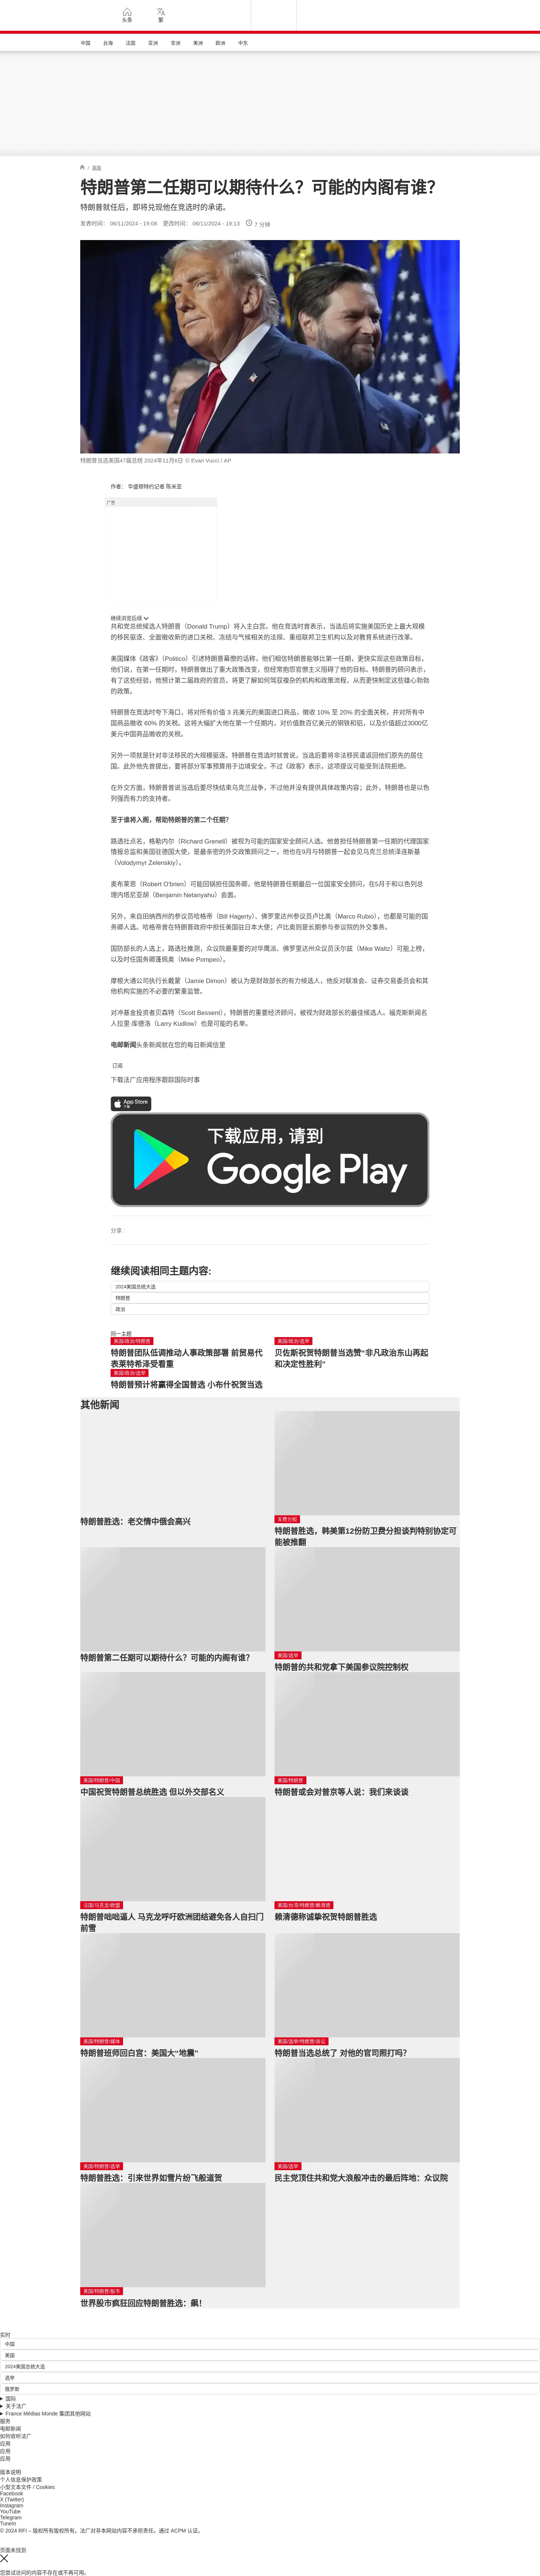 头条
繁
中国
台海
法国
亚洲
非洲
美洲
欧洲
中东
/ 美国
特朗普第二任期可以期待什么？可能的内阁有谁?
特朗普就任后，即将兑现他在竞选时的承诺。
发表时间： 06/11/2024 - 19:08 更改时间： 06/11/2024 - 19:13 7 分钟
特朗普当选美国47届总统 2024年11月6日 © Evan Vucci / AP
作者： 华盛顿特约记者 陈米亚
广告
继续浏览后续
共和党总统候选人特朗普（Donald Trump）将入主白宫。他在竞选时曾表示，当选后将实施美国历史上最大规模
的移民驱逐、全面徵收新的进口关税、冻结与气候相关的法规、重组联邦卫生机构以及对教育系统进行改革。
美国媒体《政客》（Politico）引述特朗普幕僚的话称，他们相信特朗普能够比第一任期，更快实现这些政策目标，
他们说，在第一任期时，特朗普做出了重大政策改变，但经常抱怨官僚主义阻碍了他的目标。特朗普的顾问表示，
有了这些经验，他预计第二届政府的官员，将更了解如何驾驭複杂的机构和政策流程，从而更快制定这些雄心勃勃
的政策。
特朗普在竞选时夸下海口，将对所有价值 3 兆美元的美国进口商品，徵收 10% 至 20% 的全面关税，并对所有中
国商品徵收 60% 的关税。这将大幅扩大他在第一个任期内，对价值数百亿美元的钢铁和铝，以及价值超过3000亿
美元中国商品徵收的关税。
另外一项就是针对非法移民的大规模驱逐。特朗普在竞选时就曾说，当选后要将非法移民遣返回他们原先的居住
国。此外他先普提出，要将部分军事预算用于边境安全，不过《政客》表示，这项提议可能受到法院拒绝。
在外交方面，特朗普曾说当选后要尽快结束乌克兰战争，不过他并没有提供具体政策内容；此外，特朗普也是以色
列强而有力的支持者。
至于谁将入阁，帮助特朗普的第二个任期？
路透社点名，格勒内尔（Richard Grenell）被视为可能的国家安全顾问人选。他曾担任特朗普第一任期的代理国家
情报总监和美国驻德国大使，是最亲密的外交政策顾问之一，他也在9月与特朗普一起会见乌克兰总统泽连斯基
（Volodymyr Zelenskiy）。
奥布莱恩（Robert O'brien）可能回锅担任国务卿，他是特朗普任期最后一位国家安全顾问，在5月于和以色列总
理内塔尼亚胡（Benjamin Netanyahu）会面。
另外，来自田纳西州的参议员哈格帝（Bill Hagerty）、佛罗里达州参议员卢比奥（Marco Rubio），也都是可能的国
务卿人选。哈格帝曾在特朗普政府中担任美国驻日本大使；卢比奥则是长期参与参议院的外交事务。
国防部长的人选上，路透社推测，众议院最重要的对华鹰派、佛罗里达州众议员沃尔兹（Mike Waltz）可能上榜，
以及时任国务卿蓬佩奥（Mike Pompeo）。
摩根大通公司执行长戴蒙（Jamie Dimon）被认为是财政部长的有力候选人，他反对联准会、证券交易委员会和其
他机构实施的不必要的繁重监管。
对冲基金投资者贝森特（Scott Bessent），特朗普的重要经济顾问，被视为财政部长的最佳候选人。福克斯新闻名
人拉里·库德洛（Larry Kudlow）也是可能的名单。
电邮新闻头条新闻就在您的每日新闻信里
订阅
下载法广应用程序跟踪国际时事
App Store
下载
下载应用，请到
Google Play
分享 :
继续阅读相同主题内容:
2024美国总统大选
特朗普
政治
同一主题
美国/政治/特朗普
特朗普团队低调推动人事政策部署 前贸易代
表莱特希泽受看重
美国/政治/选举
贝佐斯祝贺特朗普当选赞“非凡政治东山再起
和决定性胜利”
美国/政治/选举
特朗普预计将赢得全国普选 小布什祝贺当选
其他新闻
特朗普胜选：老交情中俄会高兴
军费分担
特朗普胜选，韩美第12份防卫费分担谈判特别协定可
能被推翻
特朗普第二任期可以期待什么？可能的内阁有谁?
美国/选举
特朗普的共和党拿下美国参议院控制权
美国/特朗普/中国
中国祝贺特朗普总统胜选 但以外交部名义
美国/特朗普
特朗普或会对普京等人说：我们来谈谈
法国/乌克兰/欧盟
特朗普咄咄逼人 马克龙呼吁欧洲团结避免各人自扫门
前雪
美国/台湾/特朗普/赖清德
赖清德称诚挚祝贺特朗普胜选
美国/特朗普/媒体
特朗普班师回白宫：美国大“地震”
美国/选举/特朗普/诉讼
特朗普当选总统了 对他的官司照打吗?
美国/特朗普/选举
特朗普胜选：引来世界如雪片纷飞般道贺
美国/选举
民主党顶住共和党大浪般冲击的最后阵地：众议院
美国/特朗普/股市
世界股市疯狂回应特朗普胜选：飙！
实时
中国
美国
2024美国总统大选
选举
俄罗斯
国际
关于法广
France Médias Monde 集团其他网站
服务
电邮新闻
如何收听法广
应用
应用
应用
版本说明
个人信息保护政策
小型文本文件 / Cookies
Facebook
X (Twitter)
Instagram
YouTube
Telegram
TuneIn
© 2024 RFI – 版权所有版权所有。法广对非本网站内容不承担责任。通过 ACPM 认证。
页面未找到
您尝试访问的内容不存在或不再可用。